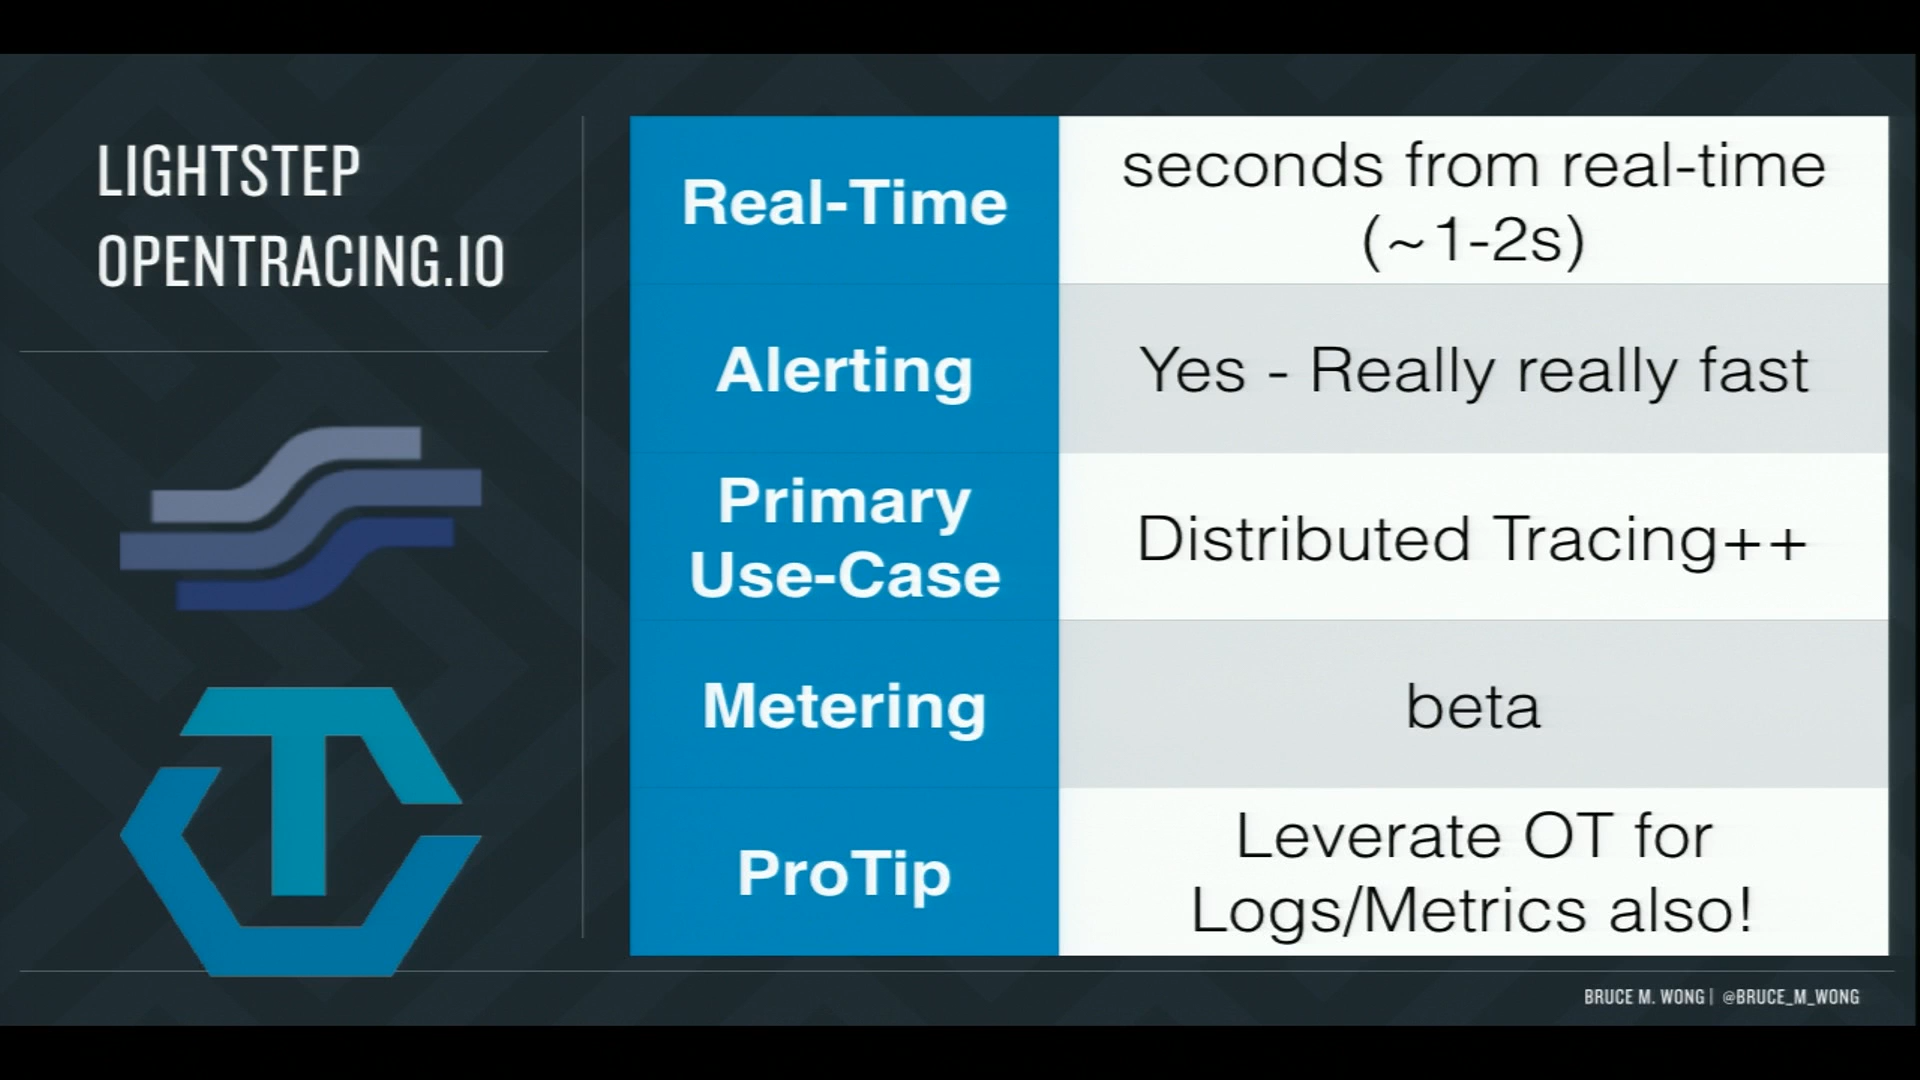 LIGHTSTEP
OPENTRACING.IO
Real-Time
seconds from real-time
(~1-2s)
Alerting
Yes - Really really fast
Primary
Use-Case
Distributed Tracing++
Metering
beta
ProTip
Leverate OT for
Logs/Metrics also!
BRUCE M. WONG | @BRUCE_M_WONG